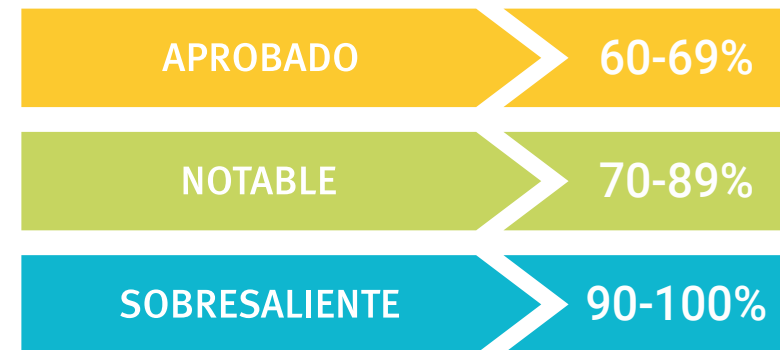 APROBADO 60-69%
NOTABLE 70-89%
SOBRESALIENTE 90-100%